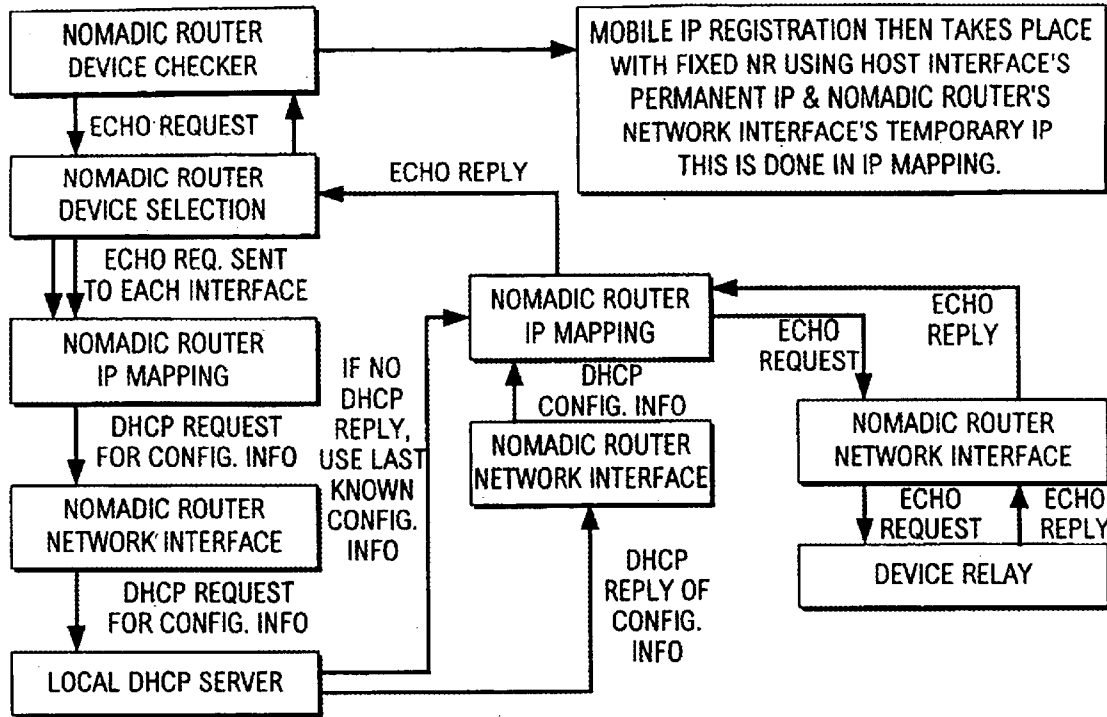 NOMADIC ROUTER
DEVICE CHECKER
MOBILE IP REGISTRATION THEN TAKES PLACE
WITH FIXED NR USING HOST INTERFACE'S
PERMANENT IP & NOMADIC ROUTER'S
NETWORK INTERFACE'S TEMPORARY IP
THIS IS DONE IN IP MAPPING.
ECHO REQUEST
NOMADIC ROUTER
DEVICE SELECTION
ECHO REPLY
ECHO REQ. SENT
TO EACH INTERFACE
NOMADIC ROUTER
IP MAPPING
NOMADIC ROUTER
IP MAPPING
ECHO
REQUEST
ECHO
REPLY
IF NO
DHCP
REPLY,
USE LAST
KNOWN
CONFIG.
INFO
DHCP
CONFIG. INFO
DHCP REQUEST
FOR CONFIG. INFO
NOMADIC ROUTER
NETWORK INTERFACE
NOMADIC ROUTER
NETWORK INTERFACE
NOMADIC ROUTER
NETWORK INTERFACE
ECHO
REQUEST
ECHO
REPLY
DEVICE RELAY
DHCP REQUEST
FOR CONFIG. INFO
DHCP
REPLY OF
CONFIG.
INFO
LOCAL DHCP SERVER